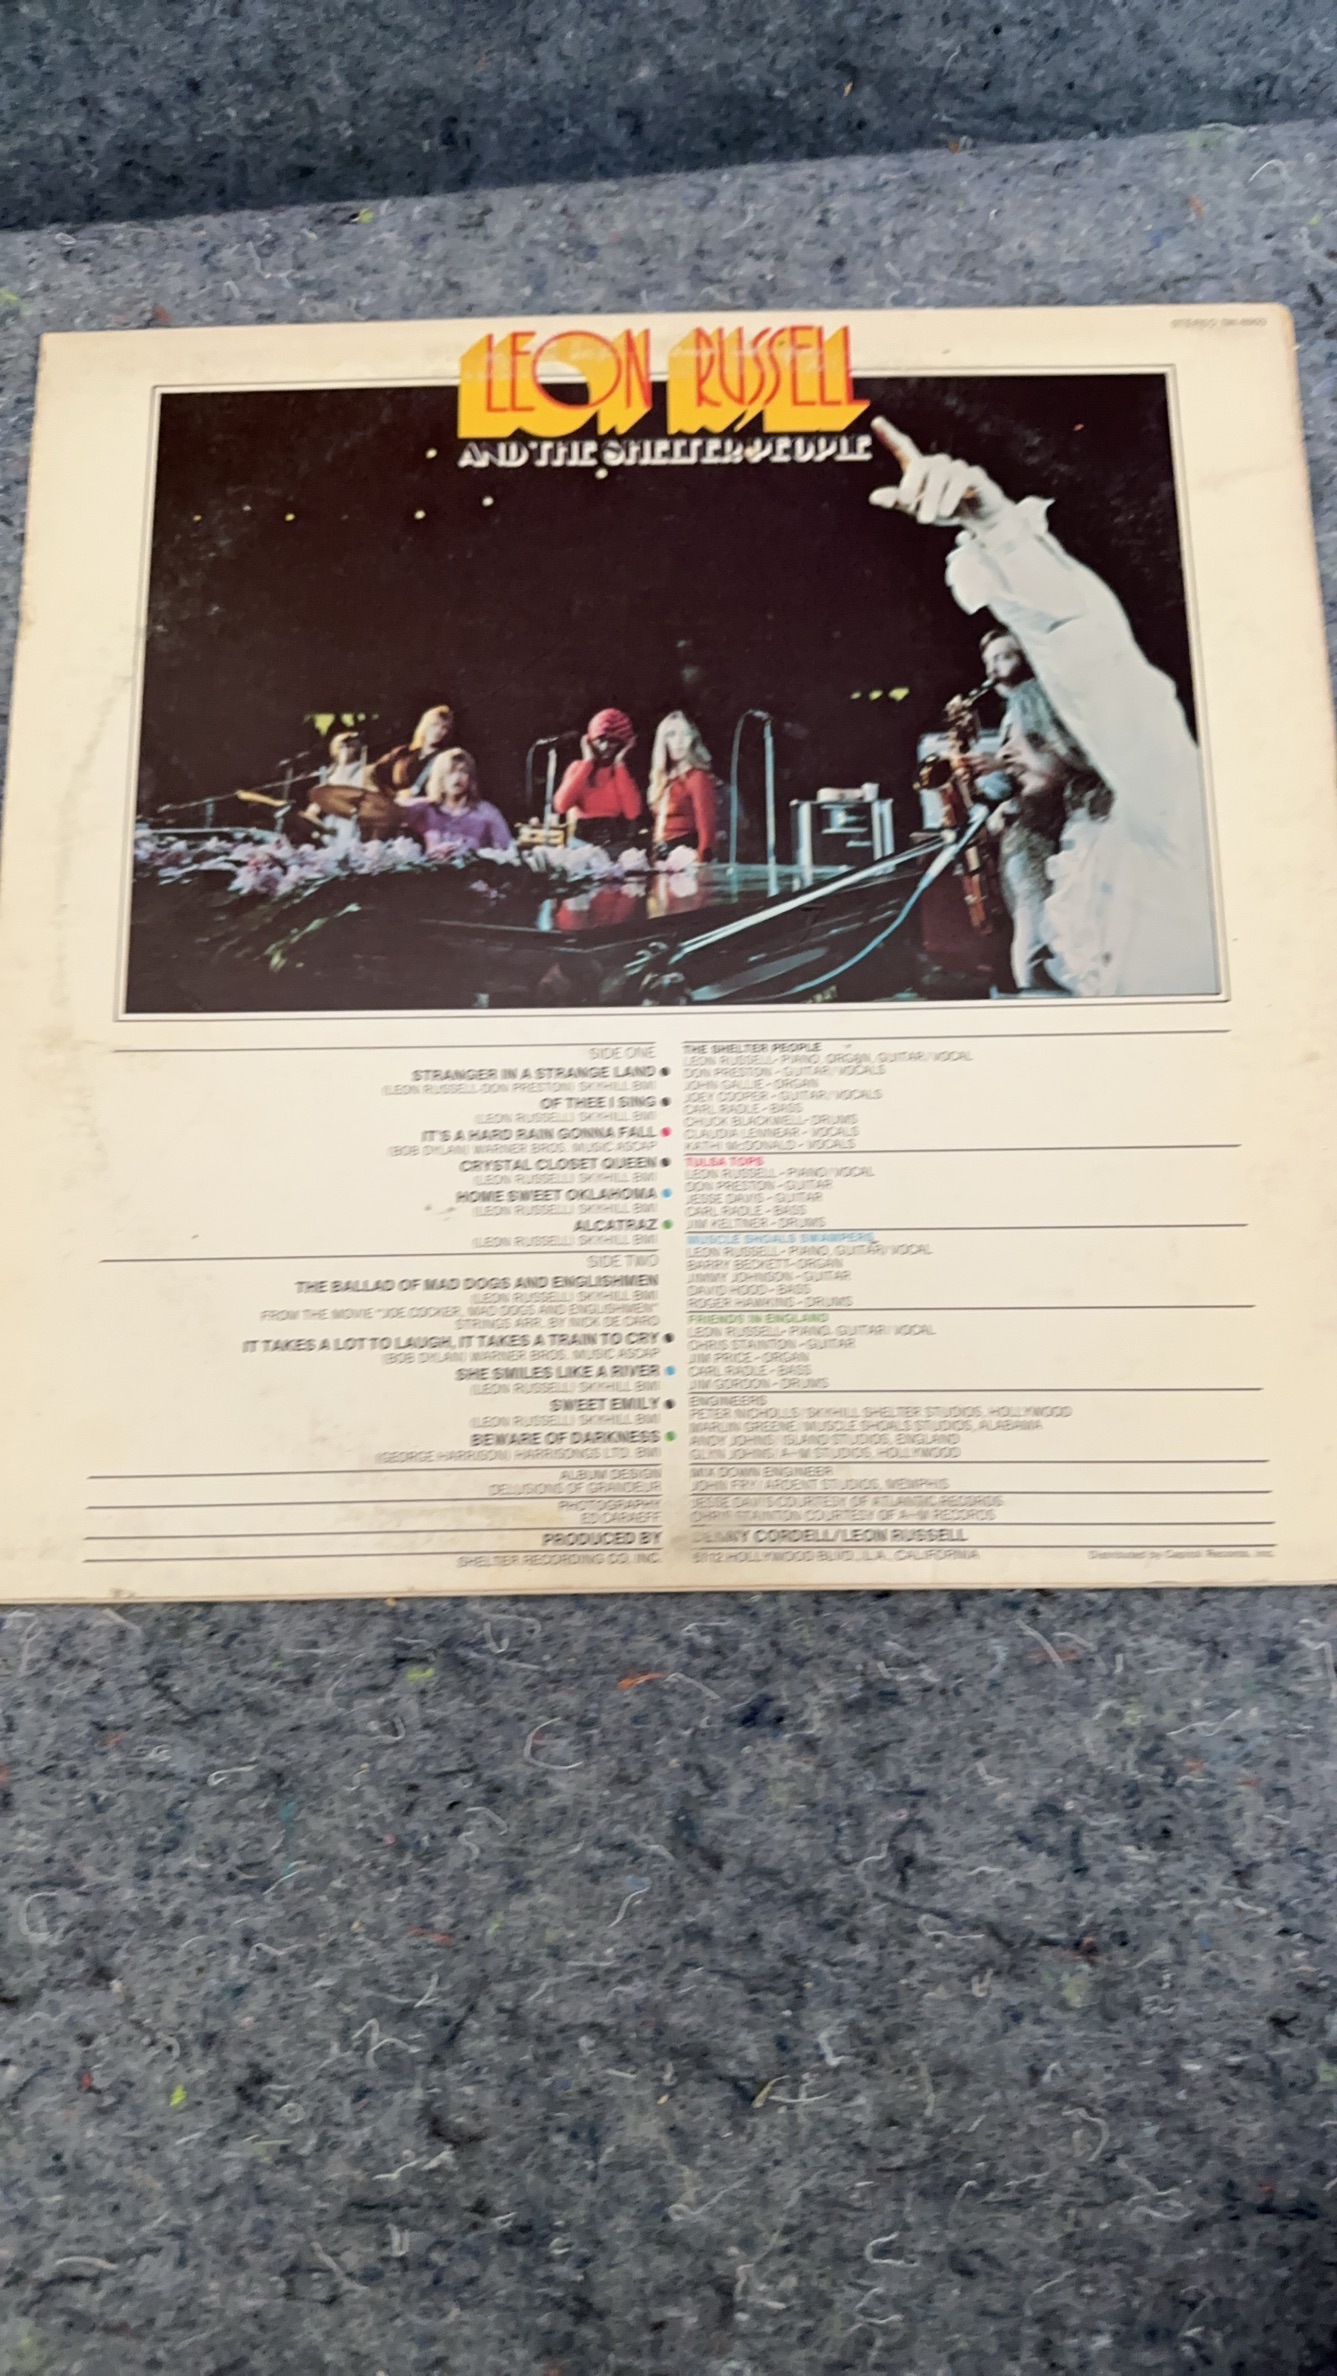 STEREO SW-8903
LEON RUSSELL
AND THE SHELTER PEOPLE
SIDE ONE
STRANGER IN A STRANGE LAND
(LEON RUSSELL-DON PRESTON) SKYHILL BMI
OF THEE I SING
(LEON RUSSELL) SKYHILL BMI
IT'S A HARD RAIN GONNA FALL
(BOB DYLAN) WARNER BROS. MUSIC ASCAP
CRYSTAL CLOSET QUEEN
(LEON RUSSELL) SKYHILL BMI
HOME SWEET OKLAHOMA
(LEON RUSSELL) SKYHILL BMI
ALCATRAZ
(LEON RUSSELL) SKYHILL BMI
SIDE TWO
THE BALLAD OF MAD DOGS AND ENGLISHMEN
(LEON RUSSELL) SKYHILL BMI
FROM THE MOVIE "JOE COCKER, MAD DOGS AND ENGLISHMEN"
STRINGS ARR. BY NICK DE CARO
IT TAKES A LOT TO LAUGH, IT TAKES A TRAIN TO CRY
(BOB DYLAN) WARNER BROS. MUSIC ASCAP
SHE SMILES LIKE A RIVER
(LEON RUSSELL) SKYHILL BMI
SWEET EMILY
(LEON RUSSELL) SKYHILL BMI
BEWARE OF DARKNESS
(GEORGE HARRISON) HARRISONGS LTD. BMI
ALBUM DESIGN
DELUSIONS OF GRANDEUR
PHOTOGRAPHY
ED CARAEFF
PRODUCED BY
SHELTER RECORDING CO. INC.
THE SHELTER PEOPLE
LEON RUSSELL-PIANO, ORGAN, GUITAR/VOCAL
DON PRESTON-GUITAR/VOCALS
JOHN GALLIE-ORGAN
JOEY COOPER-GUITAR/VOCALS
CARL RADLE-BASS
CHUCK BLACKWELL-DRUMS
CLAUDIA LENNEAR-VOCALS
KATHI McDONALD-VOCALS
TULSA TOPS
LEON RUSSELL-PIANO/VOCAL
DON PRESTON-GUITAR
JESSE DAVIS-GUITAR
CARL RADLE-BASS
JIM KELTNER-DRUMS
MUSCLE SHOALS SWAMPERS
LEON RUSSELL-PIANO, GUITAR/VOCAL
BARRY BECKETT-ORGAN
JIMMY JOHNSON-GUITAR
DAVID HOOD-BASS
ROGER HAWKINS-DRUMS
FRIENDS IN ENGLAND
LEON RUSSELL-PIANO, GUITAR/VOCAL
CHRIS STAINTON-GUITAR
JIM PRICE-ORGAN
CARL RADLE-BASS
JIM GORDON-DRUMS
ENGINEERS
PETER NICHOLLS/SKYHILL SHELTER STUDIOS, HOLLYWOOD
MARLIN GREENE/MUSCLE SHOALS STUDIOS, ALABAMA
ANDY JOHNS/ISLAND STUDIOS, ENGLAND
GLYN JOHNS/A-M STUDIOS, HOLLYWOOD
MIX DOWN ENGINEER
JOHN FRY/ARDENT STUDIOS, MEMPHIS
JESSE DAVIS COURTESY OF ATLANTIC RECORDS
CHRIS STAINTON COURTESY OF A-M RECORDS
DENNY CORDELL/LEON RUSSELL
5112 HOLLYWOOD BLVD., L.A., CALIFORNIA
Distributed by Capitol Records, Inc.